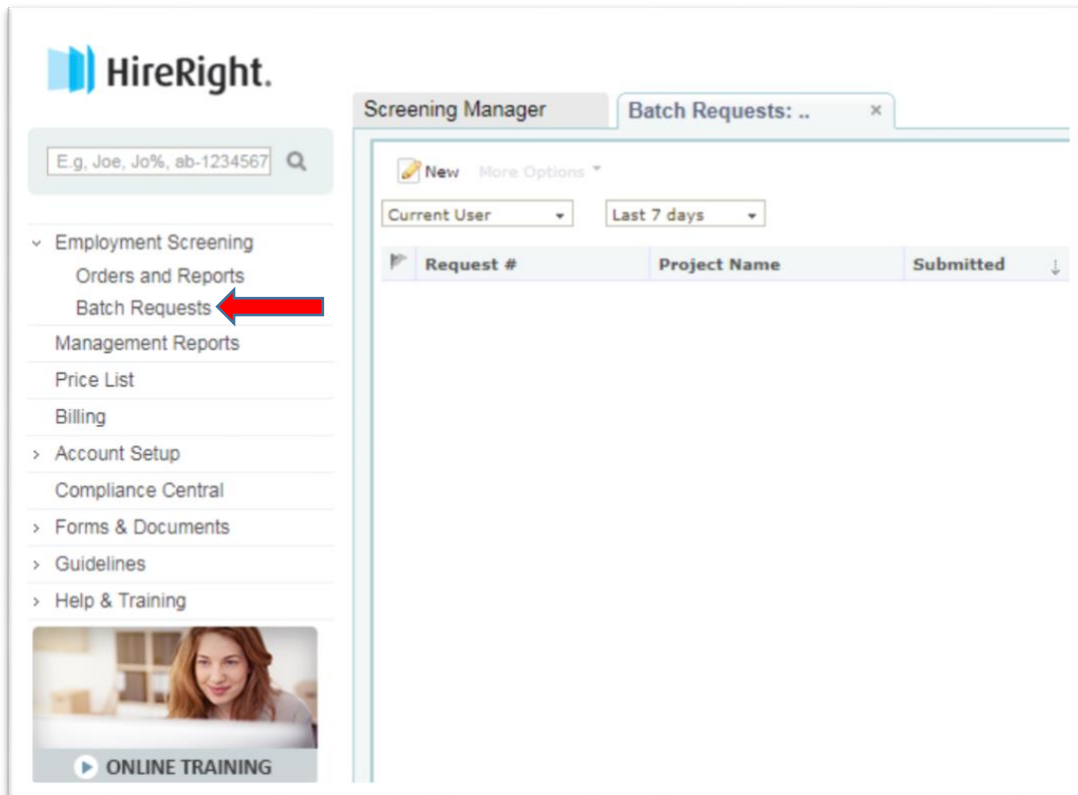 HireRight.
E.g, Joe, Jo%, ab-1234567
Employment Screening
Orders and Reports
Batch Requests
Management Reports
Price List
Billing
Account Setup
Compliance Central
Forms & Documents
Guidelines
Help & Training
ONLINE TRAINING
Screening Manager Batch Requests: .. ×
New More Options
Current User Last 7 days
Request # Project Name Submitted ↓